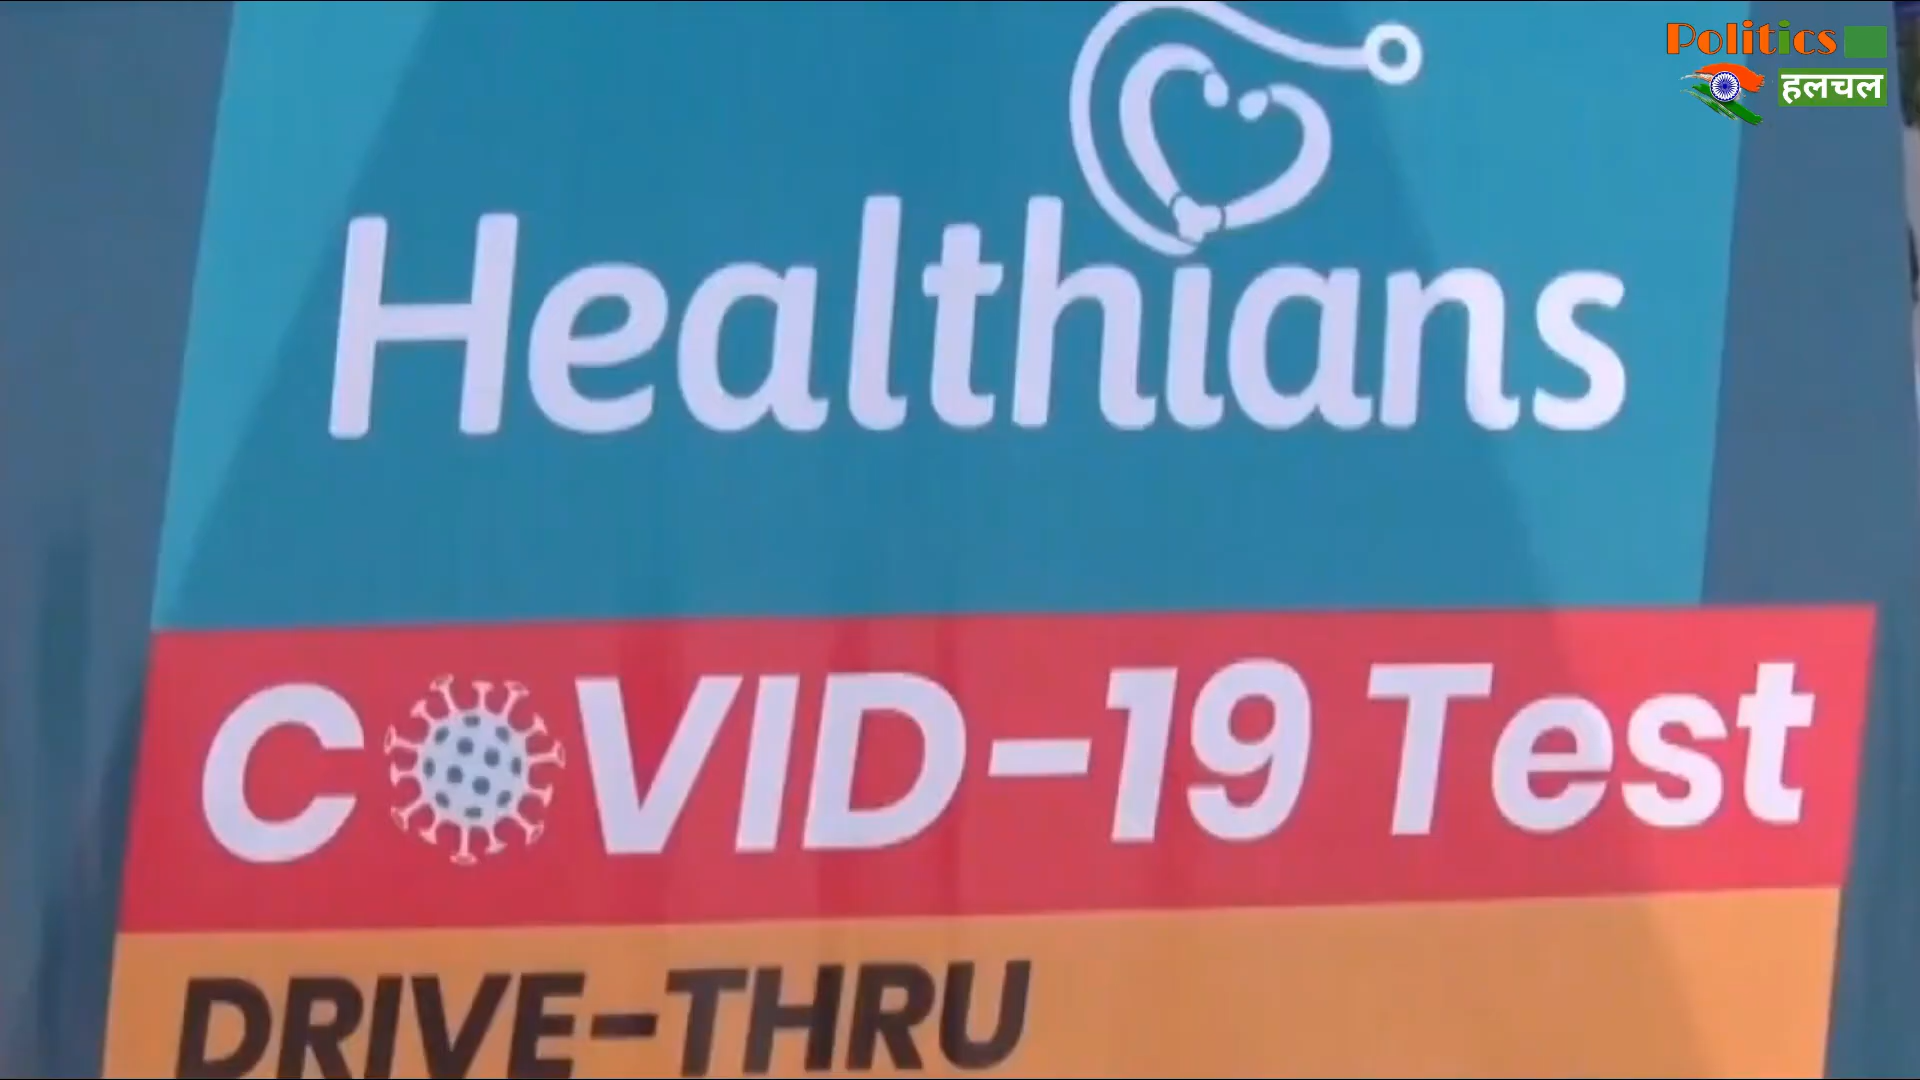 Politics
हलचल
Healthians
COVID-19 Test
DRIVE-THRU